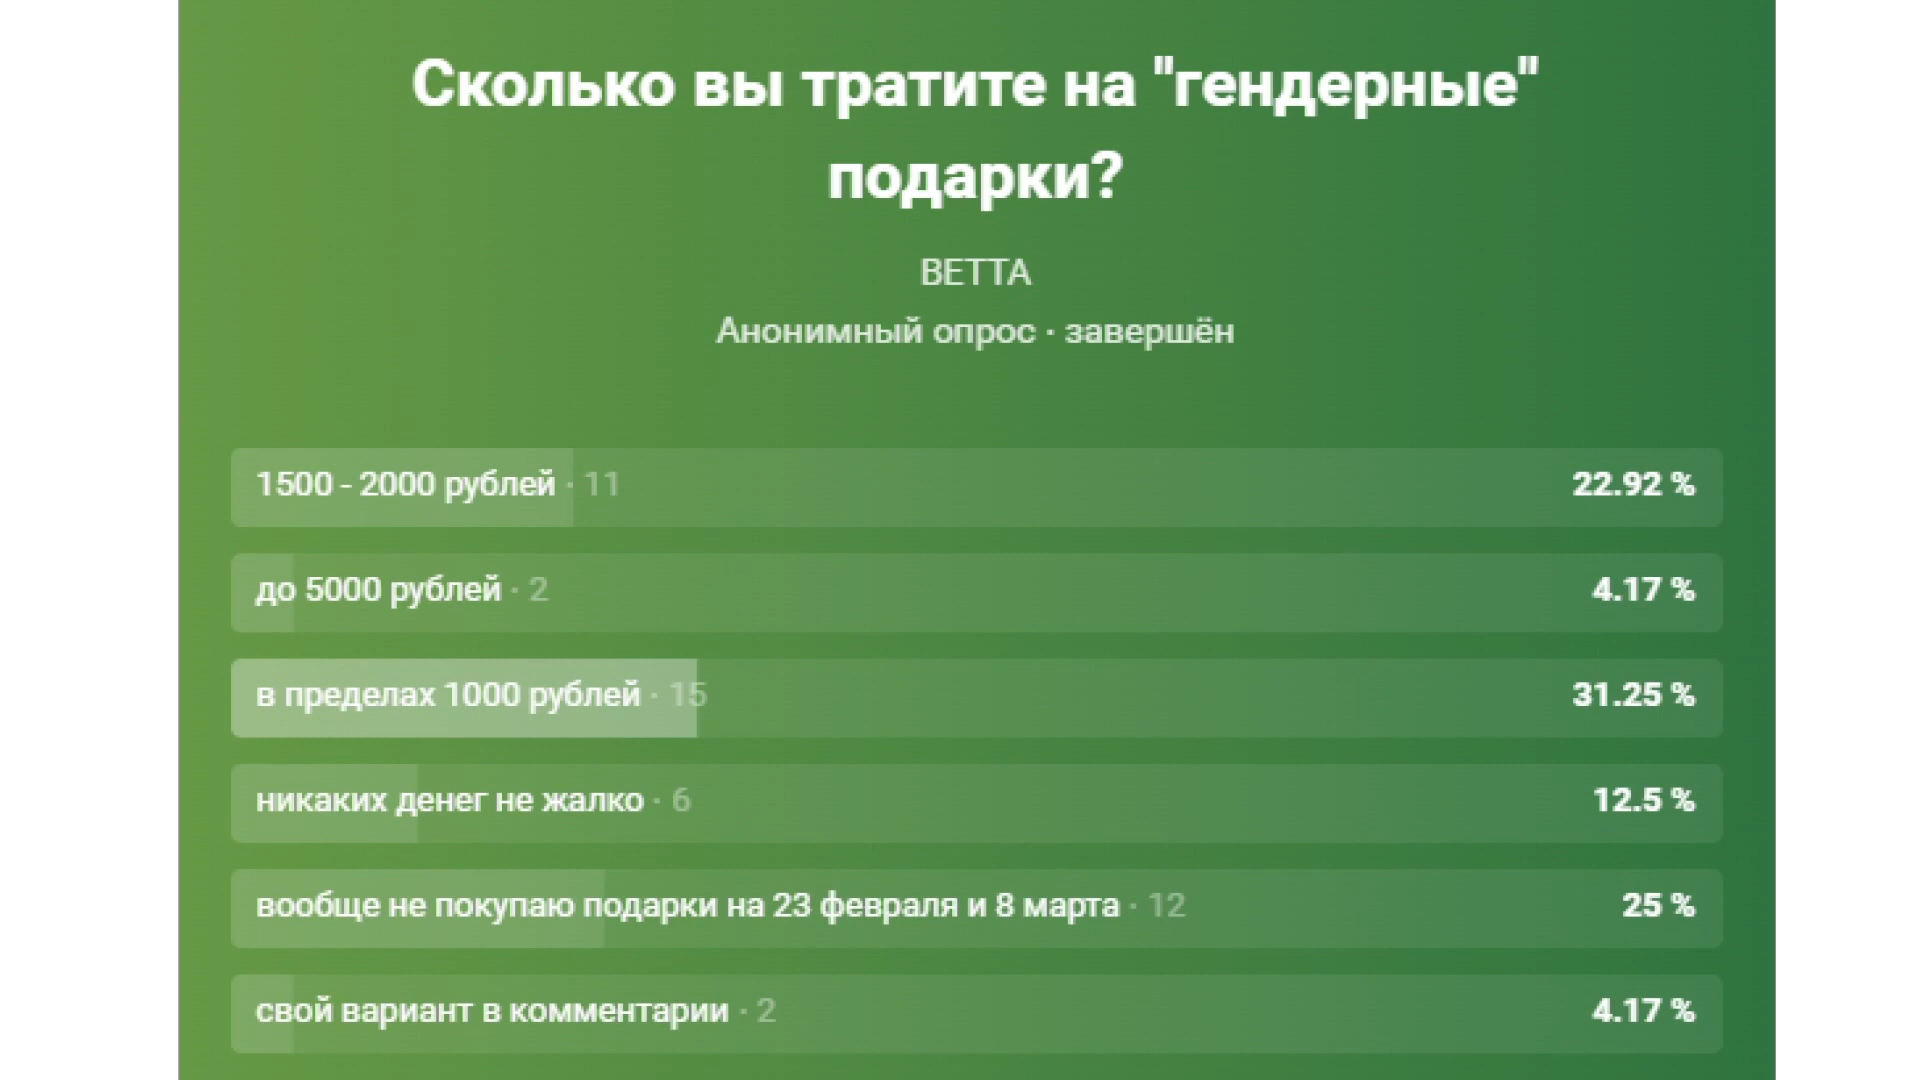 Сколько вы тратите на "гендерные"
подарки?
ВЕТТА
Анонимный опрос · завершён
1500 - 2000 рублей · 11
22.92 %
до 5000 рублей · 2
4.17 %
в пределах 1000 рублей · 15
31.25 %
никаких денег не жалко · 6
12.5 %
вообще не покупаю подарки на 23 февраля и 8 марта · 12
25 %
свой вариант в комментарии · 2
4.17 %